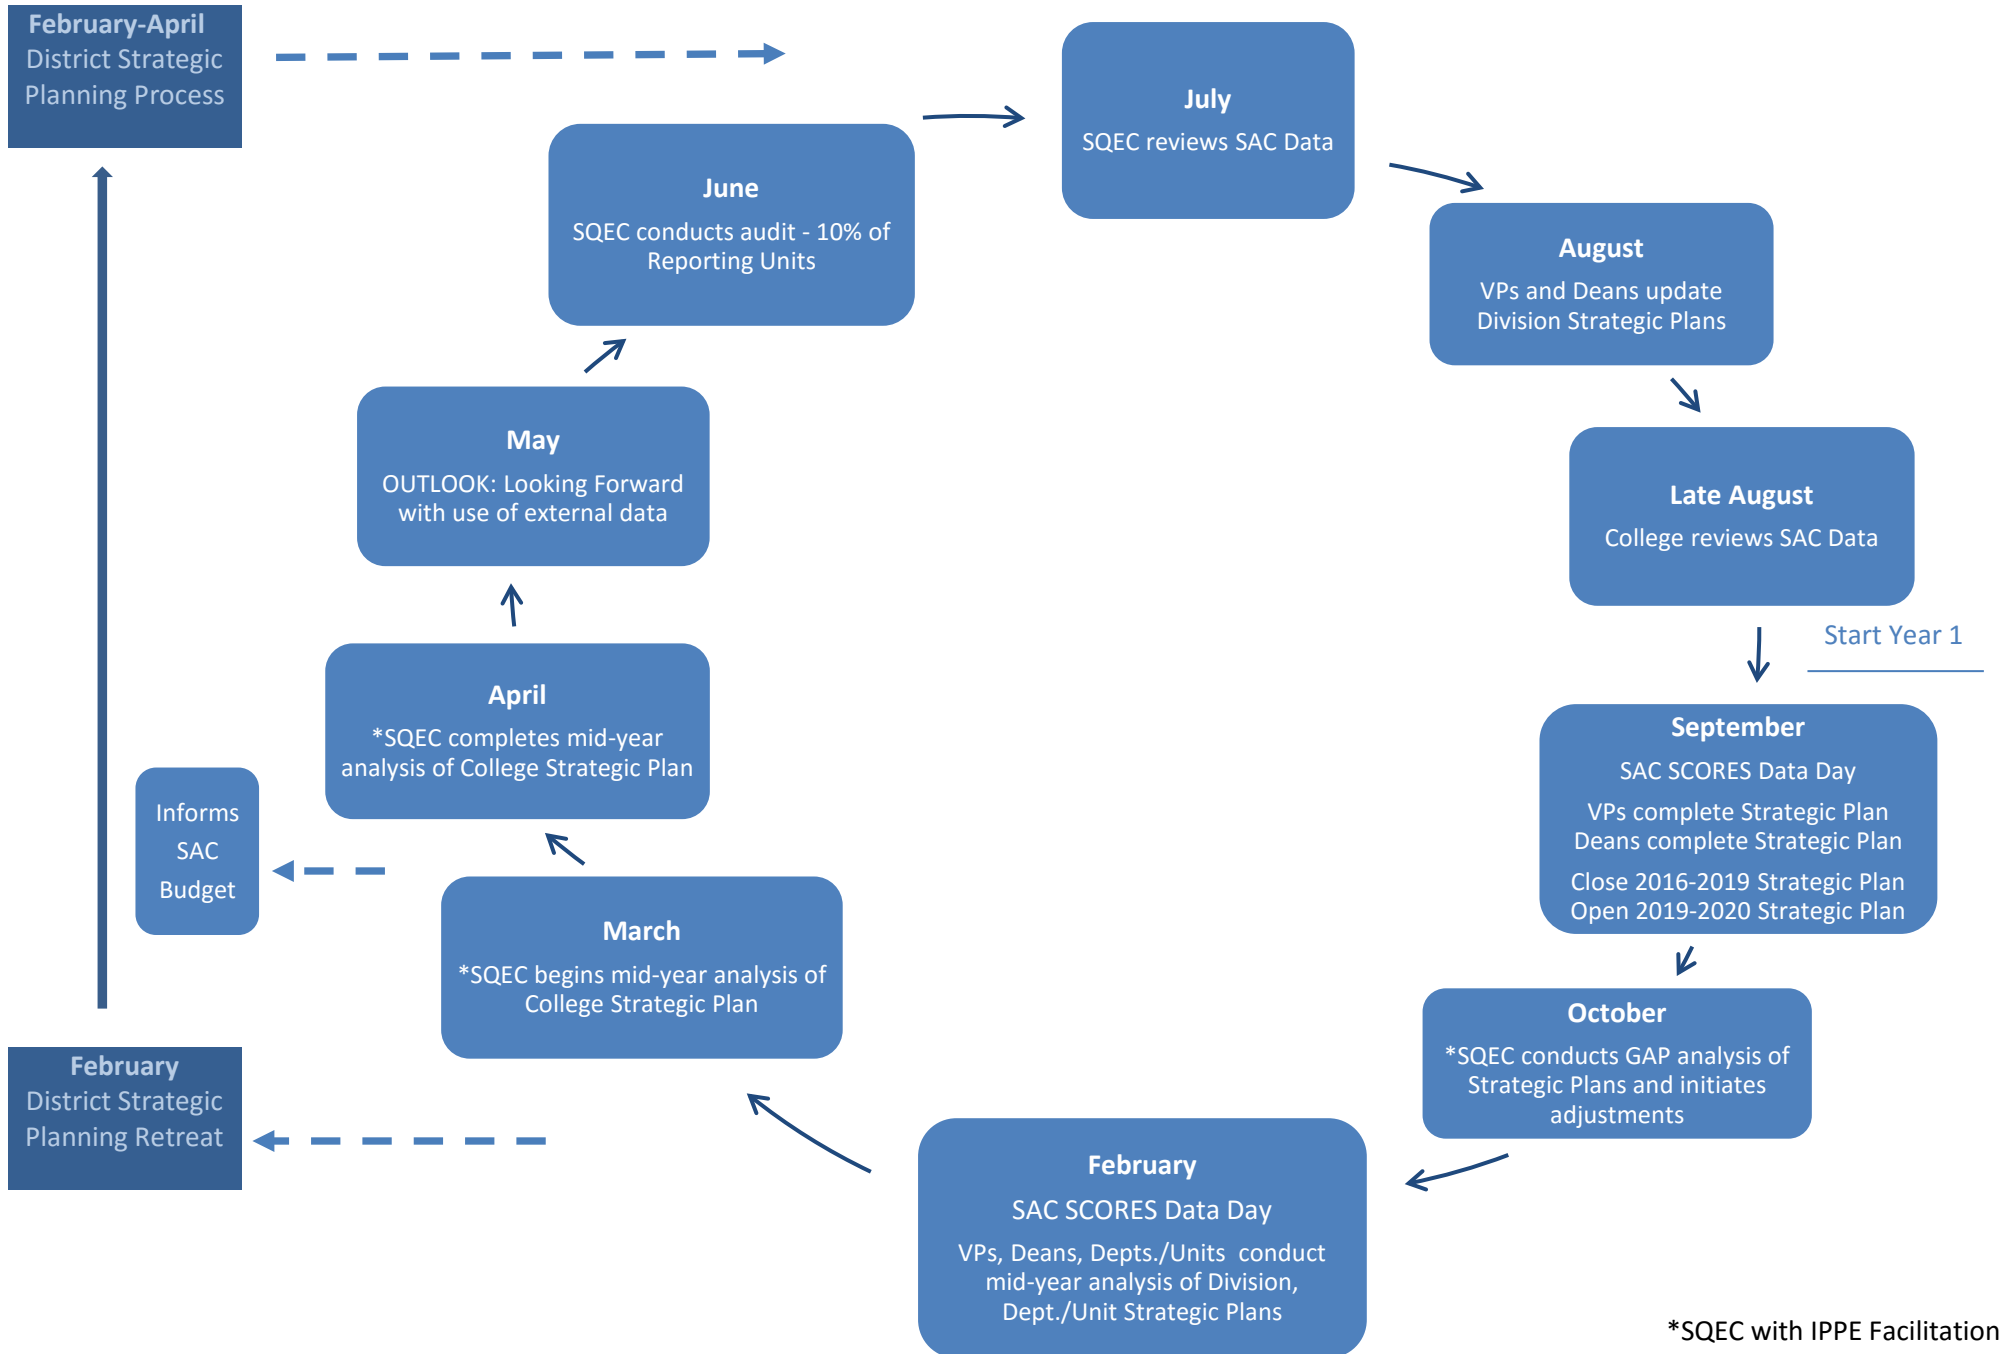 February-April
District Strategic
Planning Process
July
SQEC reviews SAC Data
June
SQEC conducts audit - 10% of
Reporting Units
August
VPs and Deans update
Division Strategic Plans
May
OUTLOOK: Looking Forward
with use of external data
Late August
College reviews SAC Data
Start Year 1
April
*SQEC completes mid-year
analysis of College Strategic Plan
September
SAC SCORES Data Day
VPs complete Strategic Plan
Deans complete Strategic Plan
Close 2016-2019 Strategic Plan
Open 2019-2020 Strategic Plan
Informs
SAC
Budget
March
*SQEC begins mid-year analysis of
College Strategic Plan
October
*SQEC conducts GAP analysis of
Strategic Plans and initiates
adjustments
February
District Strategic
Planning Retreat
February
SAC SCORES Data Day
VPs, Deans, Depts./Units conduct
mid-year analysis of Division,
Dept./Unit Strategic Plans
*SQEC with IPPE Facilitation